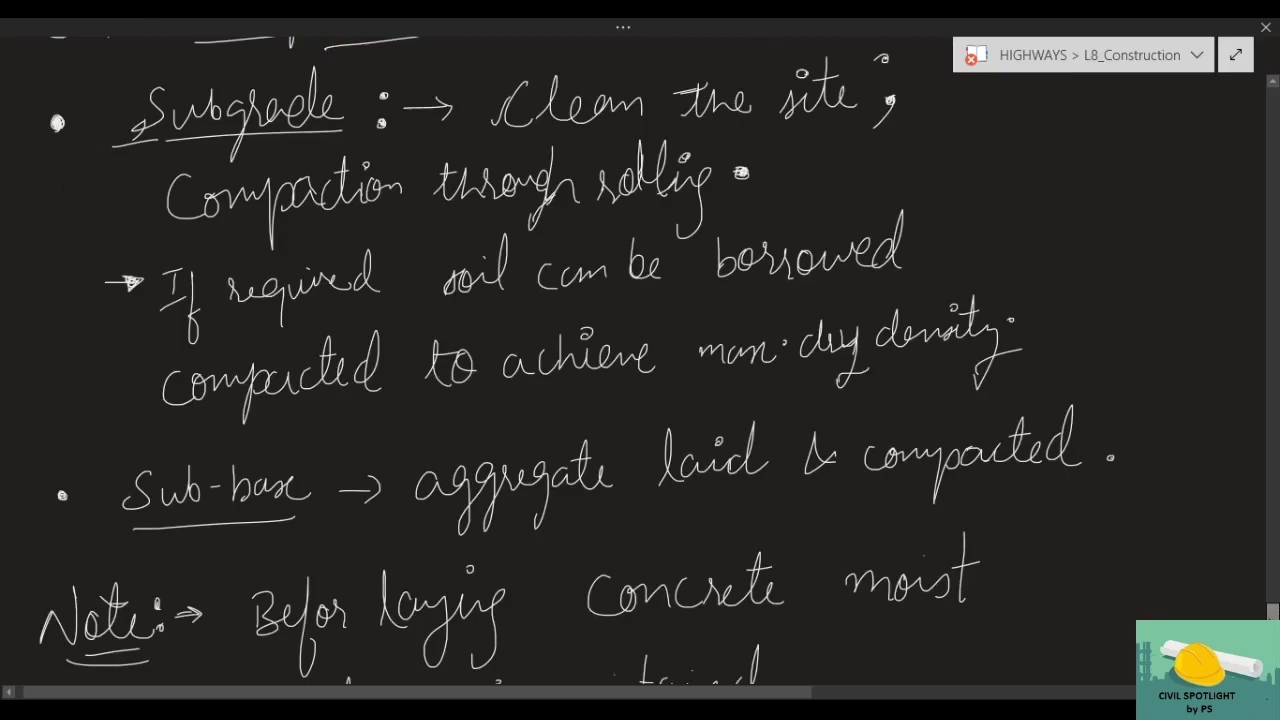 HIGHWAYS > L8_Construction
• Subgrade :→ Clean the site ;
Compaction through rolling •
→ If required soil can be borrowed
compacted to achieve max. dry density.
• Sub-base → aggregate laid & compacted .
Note:→ Befor laying concrete moist
CIVIL SPOTLIGHT
by PS